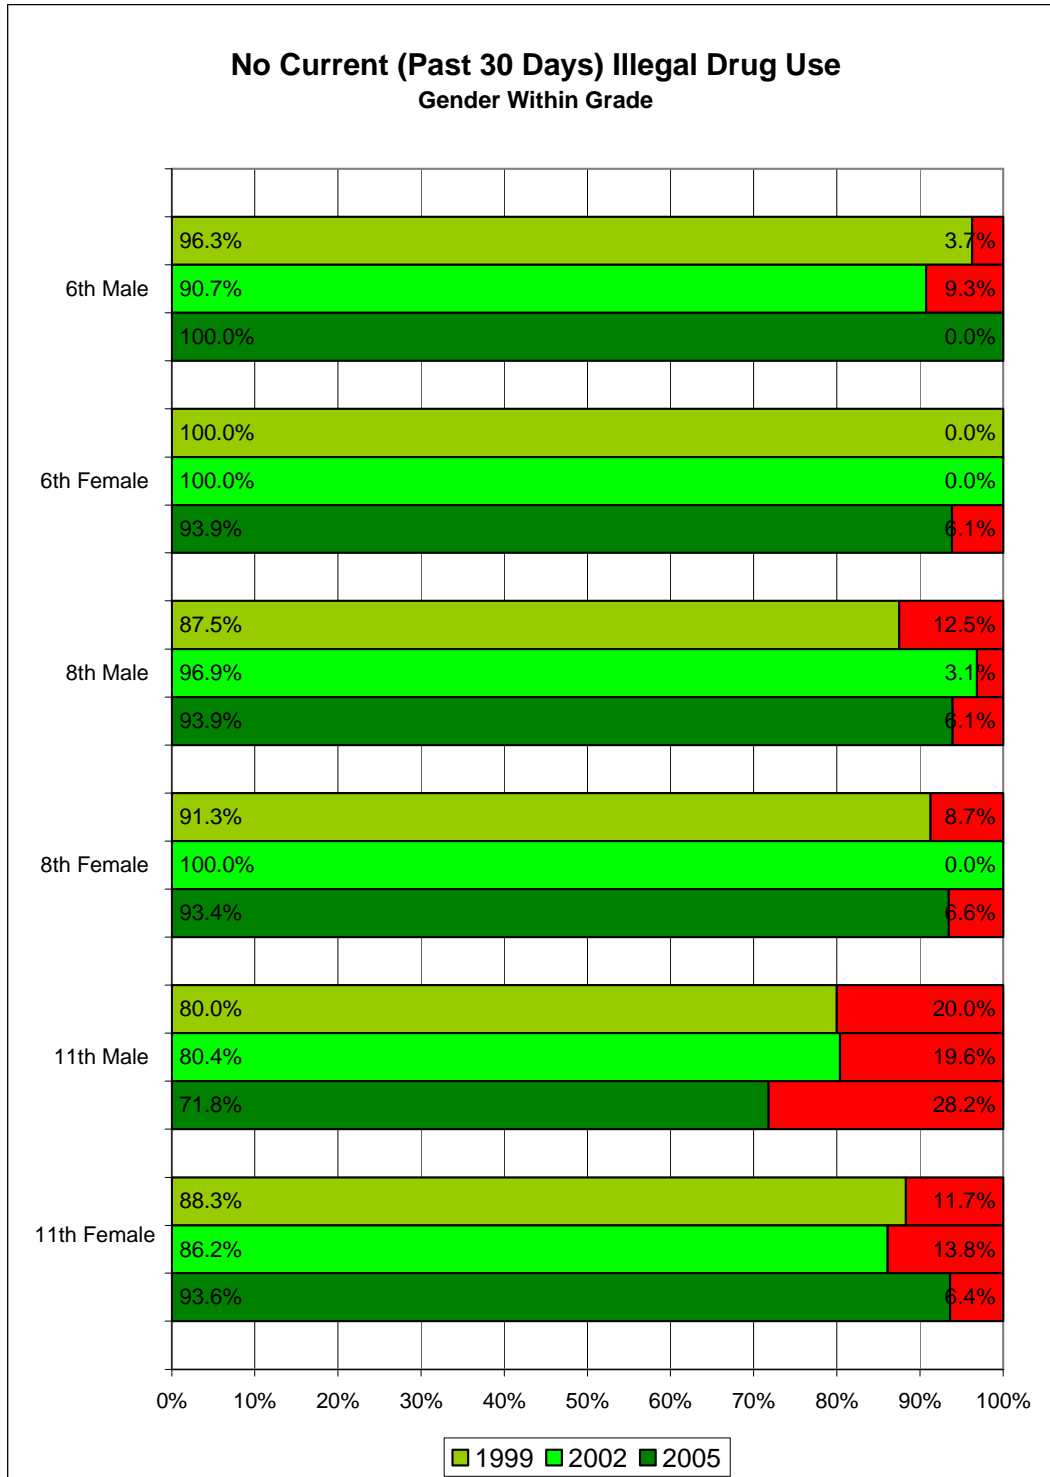 No Current (Past 30 Days) Illegal Drug Use
Gender Within Grade
96.3% 3.7%
6th Male
90.7% 9.3%
100.0% 0.0%
100.0% 0.0%
6th Female
100.0% 0.0%
93.9% 6.1%
87.5% 12.5%
8th Male
96.9% 3.1%
93.9% 6.1%
91.3% 8.7%
8th Female
100.0% 0.0%
93.4% 6.6%
80.0% 20.0%
11th Male
80.4% 19.6%
71.8% 28.2%
88.3% 11.7%
11th Female
86.2% 13.8%
93.6% 6.4%
0% 10% 20% 30% 40% 50% 60% 70% 80% 90% 100%
1999 2002 2005